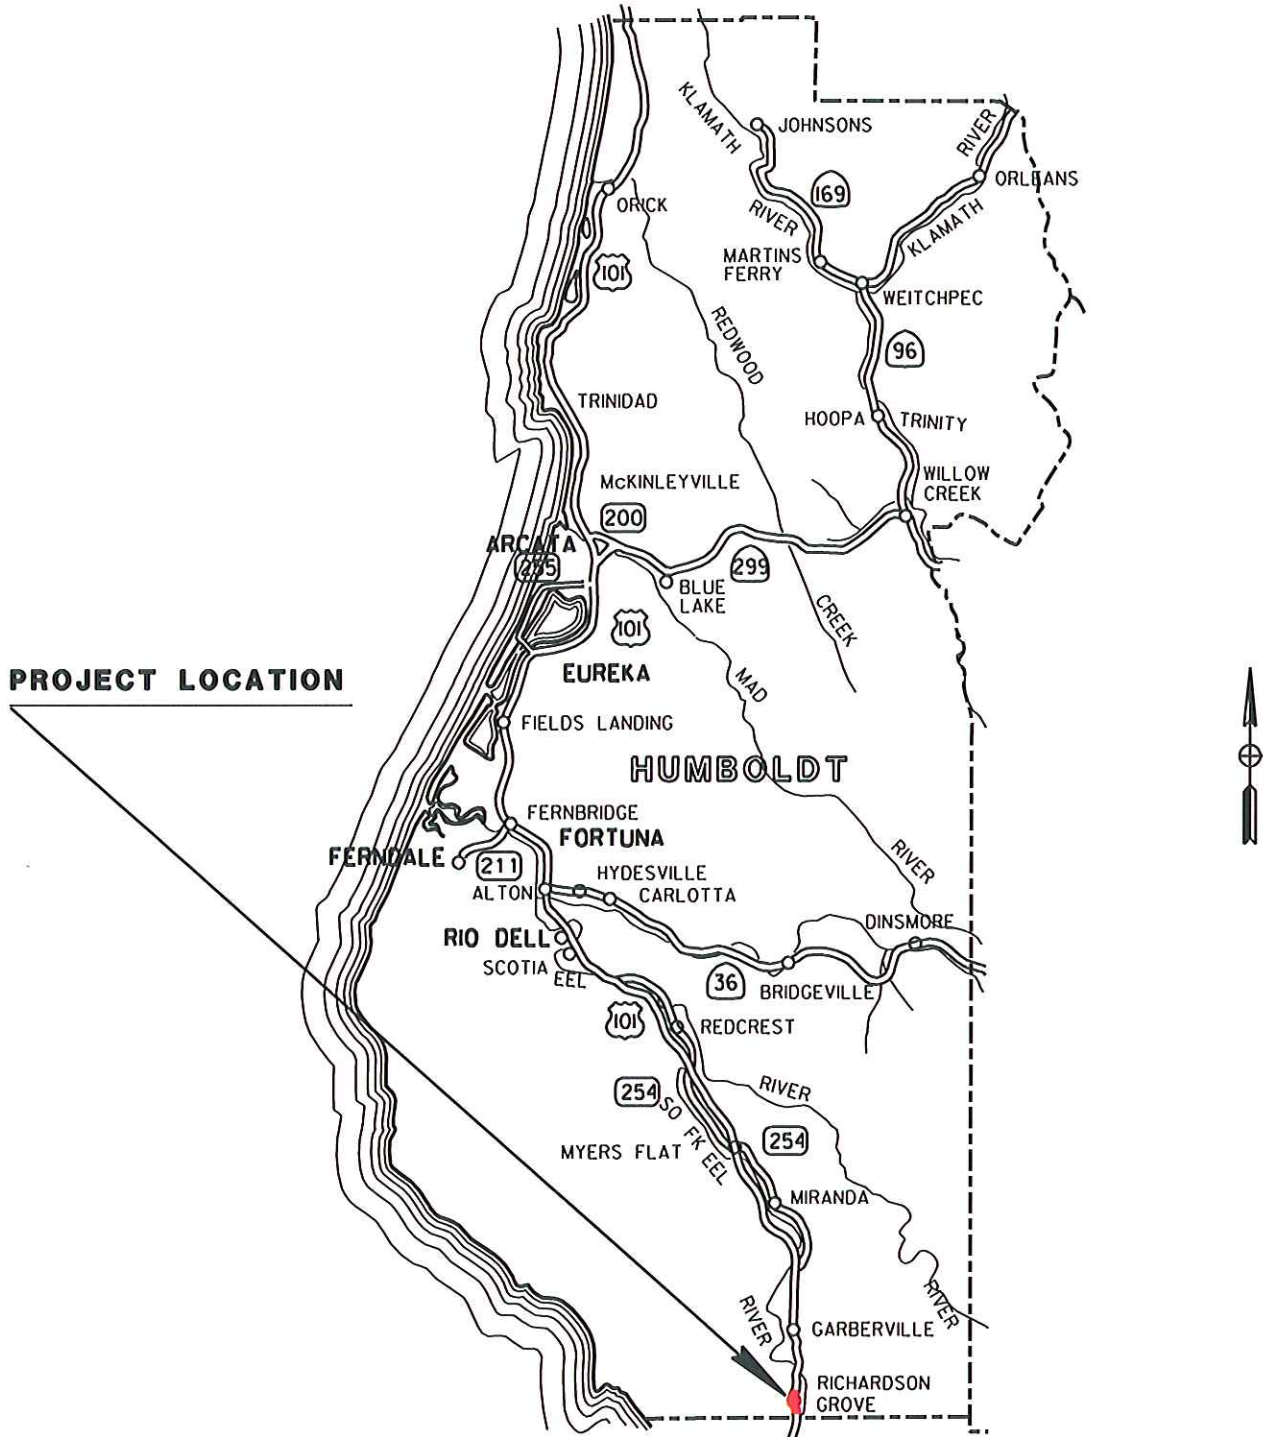 KLAMATH
JOHNSONS
RIVER
ORLEANS
169
ORICK
RIVER
KLAMATH
MARTINS
FERRY
101
WEITCHPEC
REDWOOD
96
TRINIDAD
HOOPA
TRINITY
WILLOW
CREEK
McKINLEYVILLE
200
ARCATA
255
299
BLUE
LAKE
CREEK
101
EUREKA
MAD
PROJECT LOCATION
FIELDS LANDING
HUMBOLDT
FERNBRIDGE
FORTUNA
RIVER
FERNDALE
211
HYDESVILLE
ALTON
CARLOTTA
DINSMORE
RIO DELL
SCOTIA
EEL
36
BRIDGEVILLE
101
REDCREST
254
RIVER
SO FK EEL
254
MYERS FLAT
MIRANDA
RIVER
RIVER
GARBERVILLE
RICHARDSON
GROVE